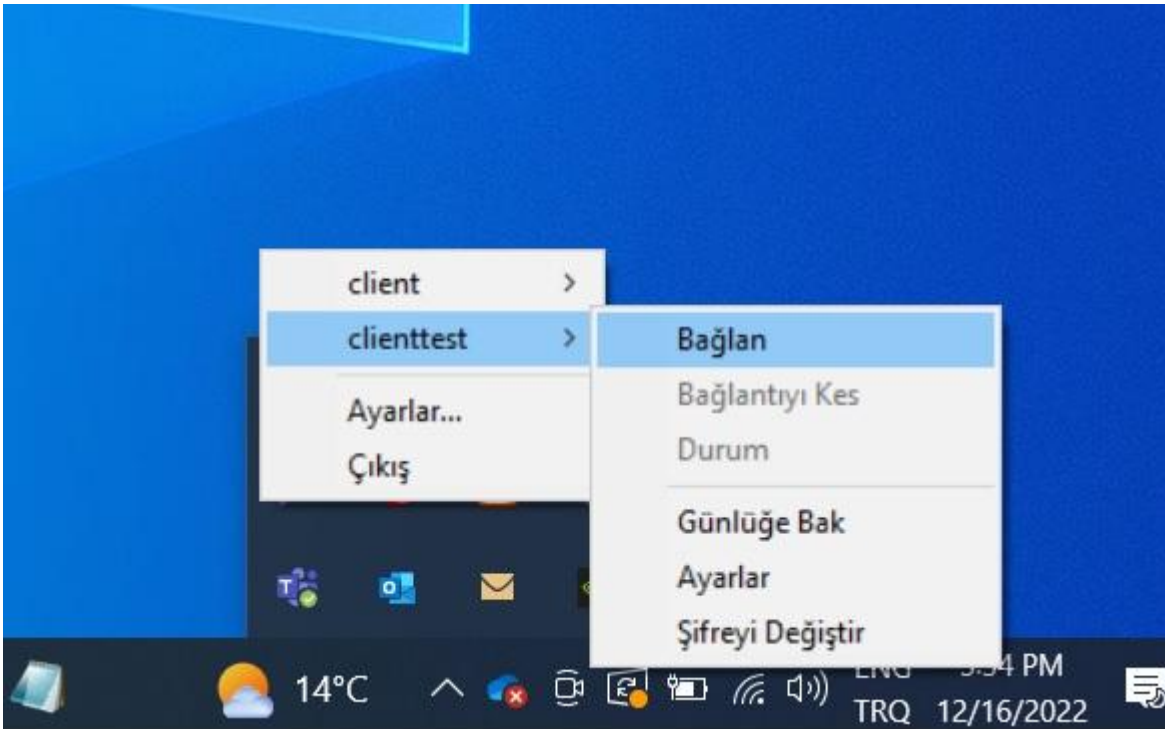 client
clienttest
Ayarlar...
Çıkış
Bağlan
Bağlantıyı Kes
Durum
Günlüğe Bak
Ayarlar
Şifreyi Değiştir
14°C
ENG
PM
TRQ
12/16/2022